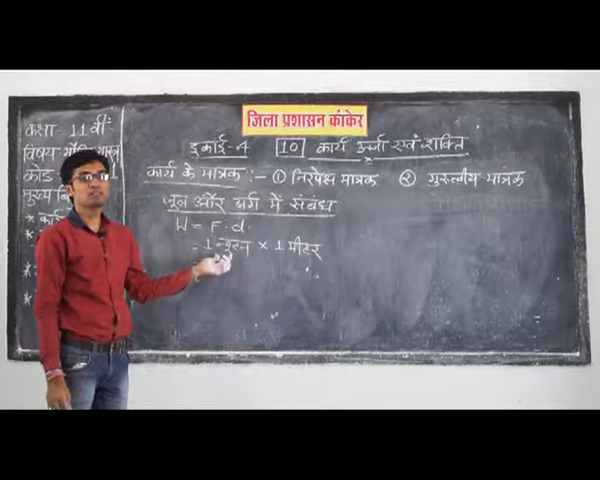 जिला प्रशासन कांकेर
कक्षा - 11 वीं
विषय - भौतिक शास्त्र
कोड
मुख्य
इकाई-4 10 कार्य ऊर्जा एवं शक्ति
कार्य के मात्रक :- ① निरपेक्ष मात्रक ② गुरुत्वीय मात्रक
जूल और अर्ग में संबंध
W = F.d.
= 1 न्यूटन × 1 मीटर